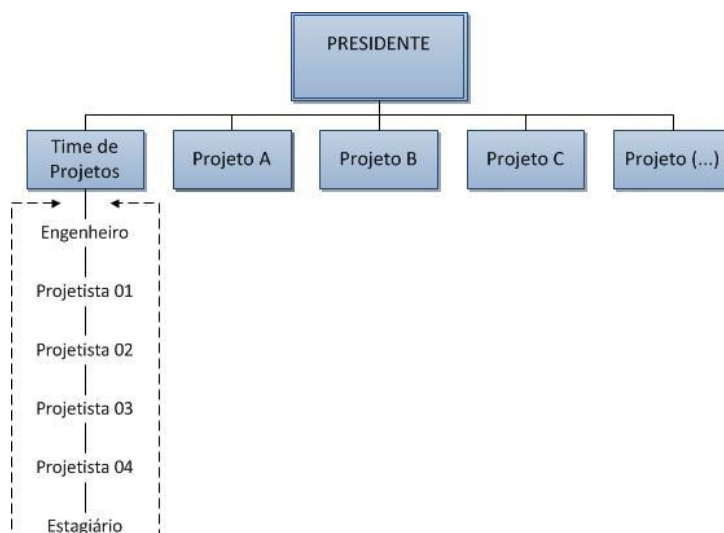 PRESIDENTE
Time de
Projetos
Projeto A
Projeto B
Projeto C
Projeto (...)
Engenheiro
Projetista 01
Projetista 02
Projetista 03
Projetista 04
Estagiário